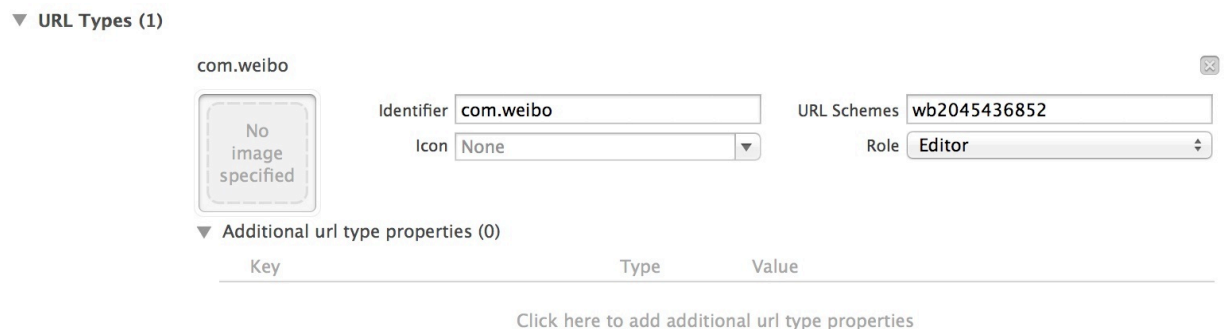 URL Types (1)
com.weibo
No
image
specified
Identifier com.weibo
URL Schemes wb2045436852
Icon None
Role Editor
Additional url type properties (0)
Key Type Value
Click here to add additional url type properties